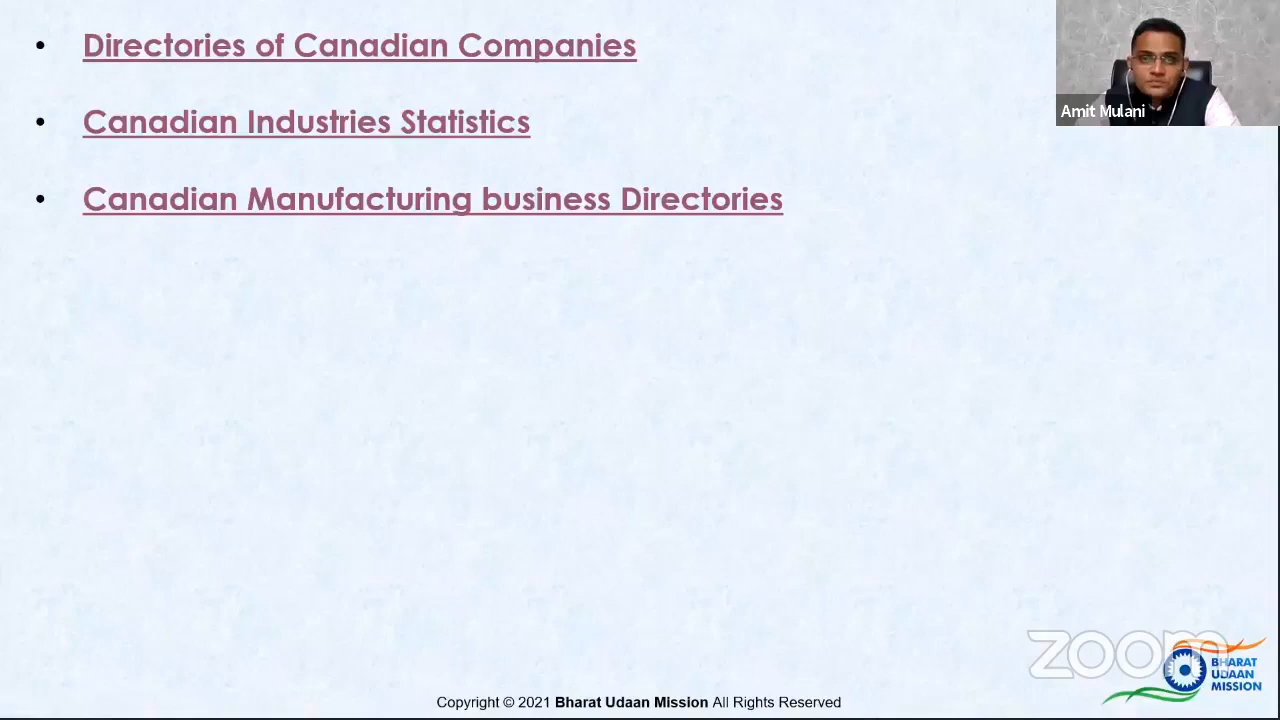 • Directories of Canadian Companies
• Canadian Industries Statistics
• Canadian Manufacturing business Directories
Amit Mulani
zoom
BHARAT
UDAAN
MISSION
Copyright © 2021 Bharat Udaan Mission All Rights Reserved